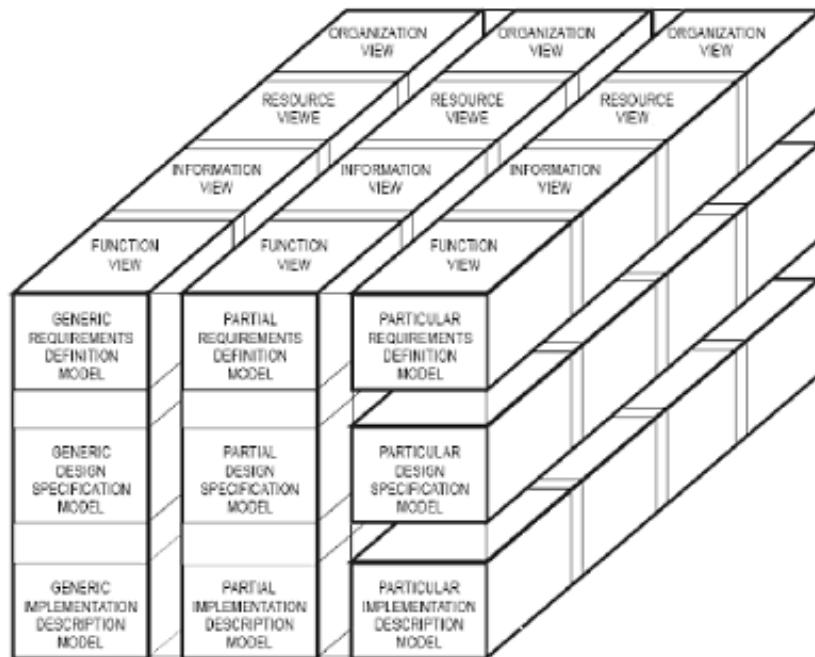 ORGANIZATION
VIEW
ORGANIZATION
VIEW
ORGANIZATION
VIEW
RESOURCE
VIEWE
RESOURCE
VIEWE
RESOURCE
VIEW
INFORMATION
VIEW
INFORMATION
VIEW
INFORMATION
VIEW
FUNCTION
VIEW
FUNCTION
VIEW
FUNCTION
VIEW
GENERIC
REQUIREMENTS
DEFINITION
MODEL
PARTIAL
REQUIREMENTS
DEFINITION
MODEL
PARTICULAR
REQUIREMENTS
DEFINITION
MODEL
GENERIC
DESIGN
SPECIFICATION
MODEL
PARTIAL
DESIGN
SPECIFICATION
MODEL
PARTICULAR
DESIGN
SPECIFICATION
MODEL
GENERIC
IMPLEMENTATION
DESCRIPTION
MODEL
PARTIAL
IMPLEMENTATION
DESCRIPTION
MODEL
PARTICULAR
IMPLEMENTATION
DESCRIPTION
MODEL